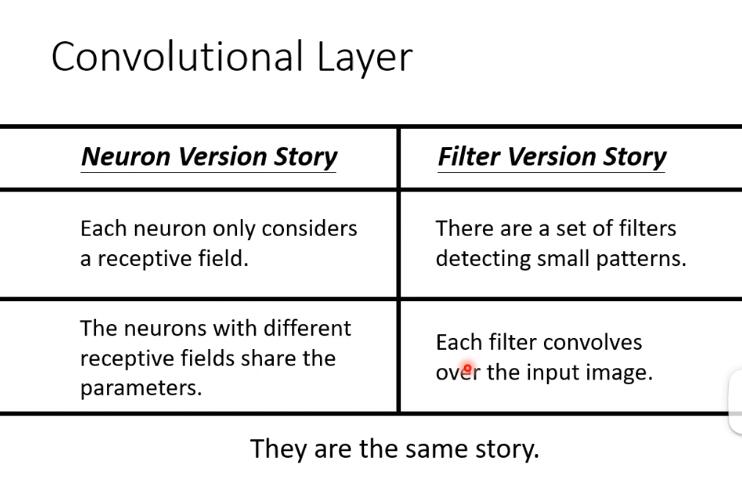 Convolutional Layer
Neuron Version Story
Filter Version Story
Each neuron only considers
a receptive field.
There are a set of filters
detecting small patterns.
The neurons with different
receptive fields share the
parameters.
Each filter convolves
over the input image.
They are the same story.